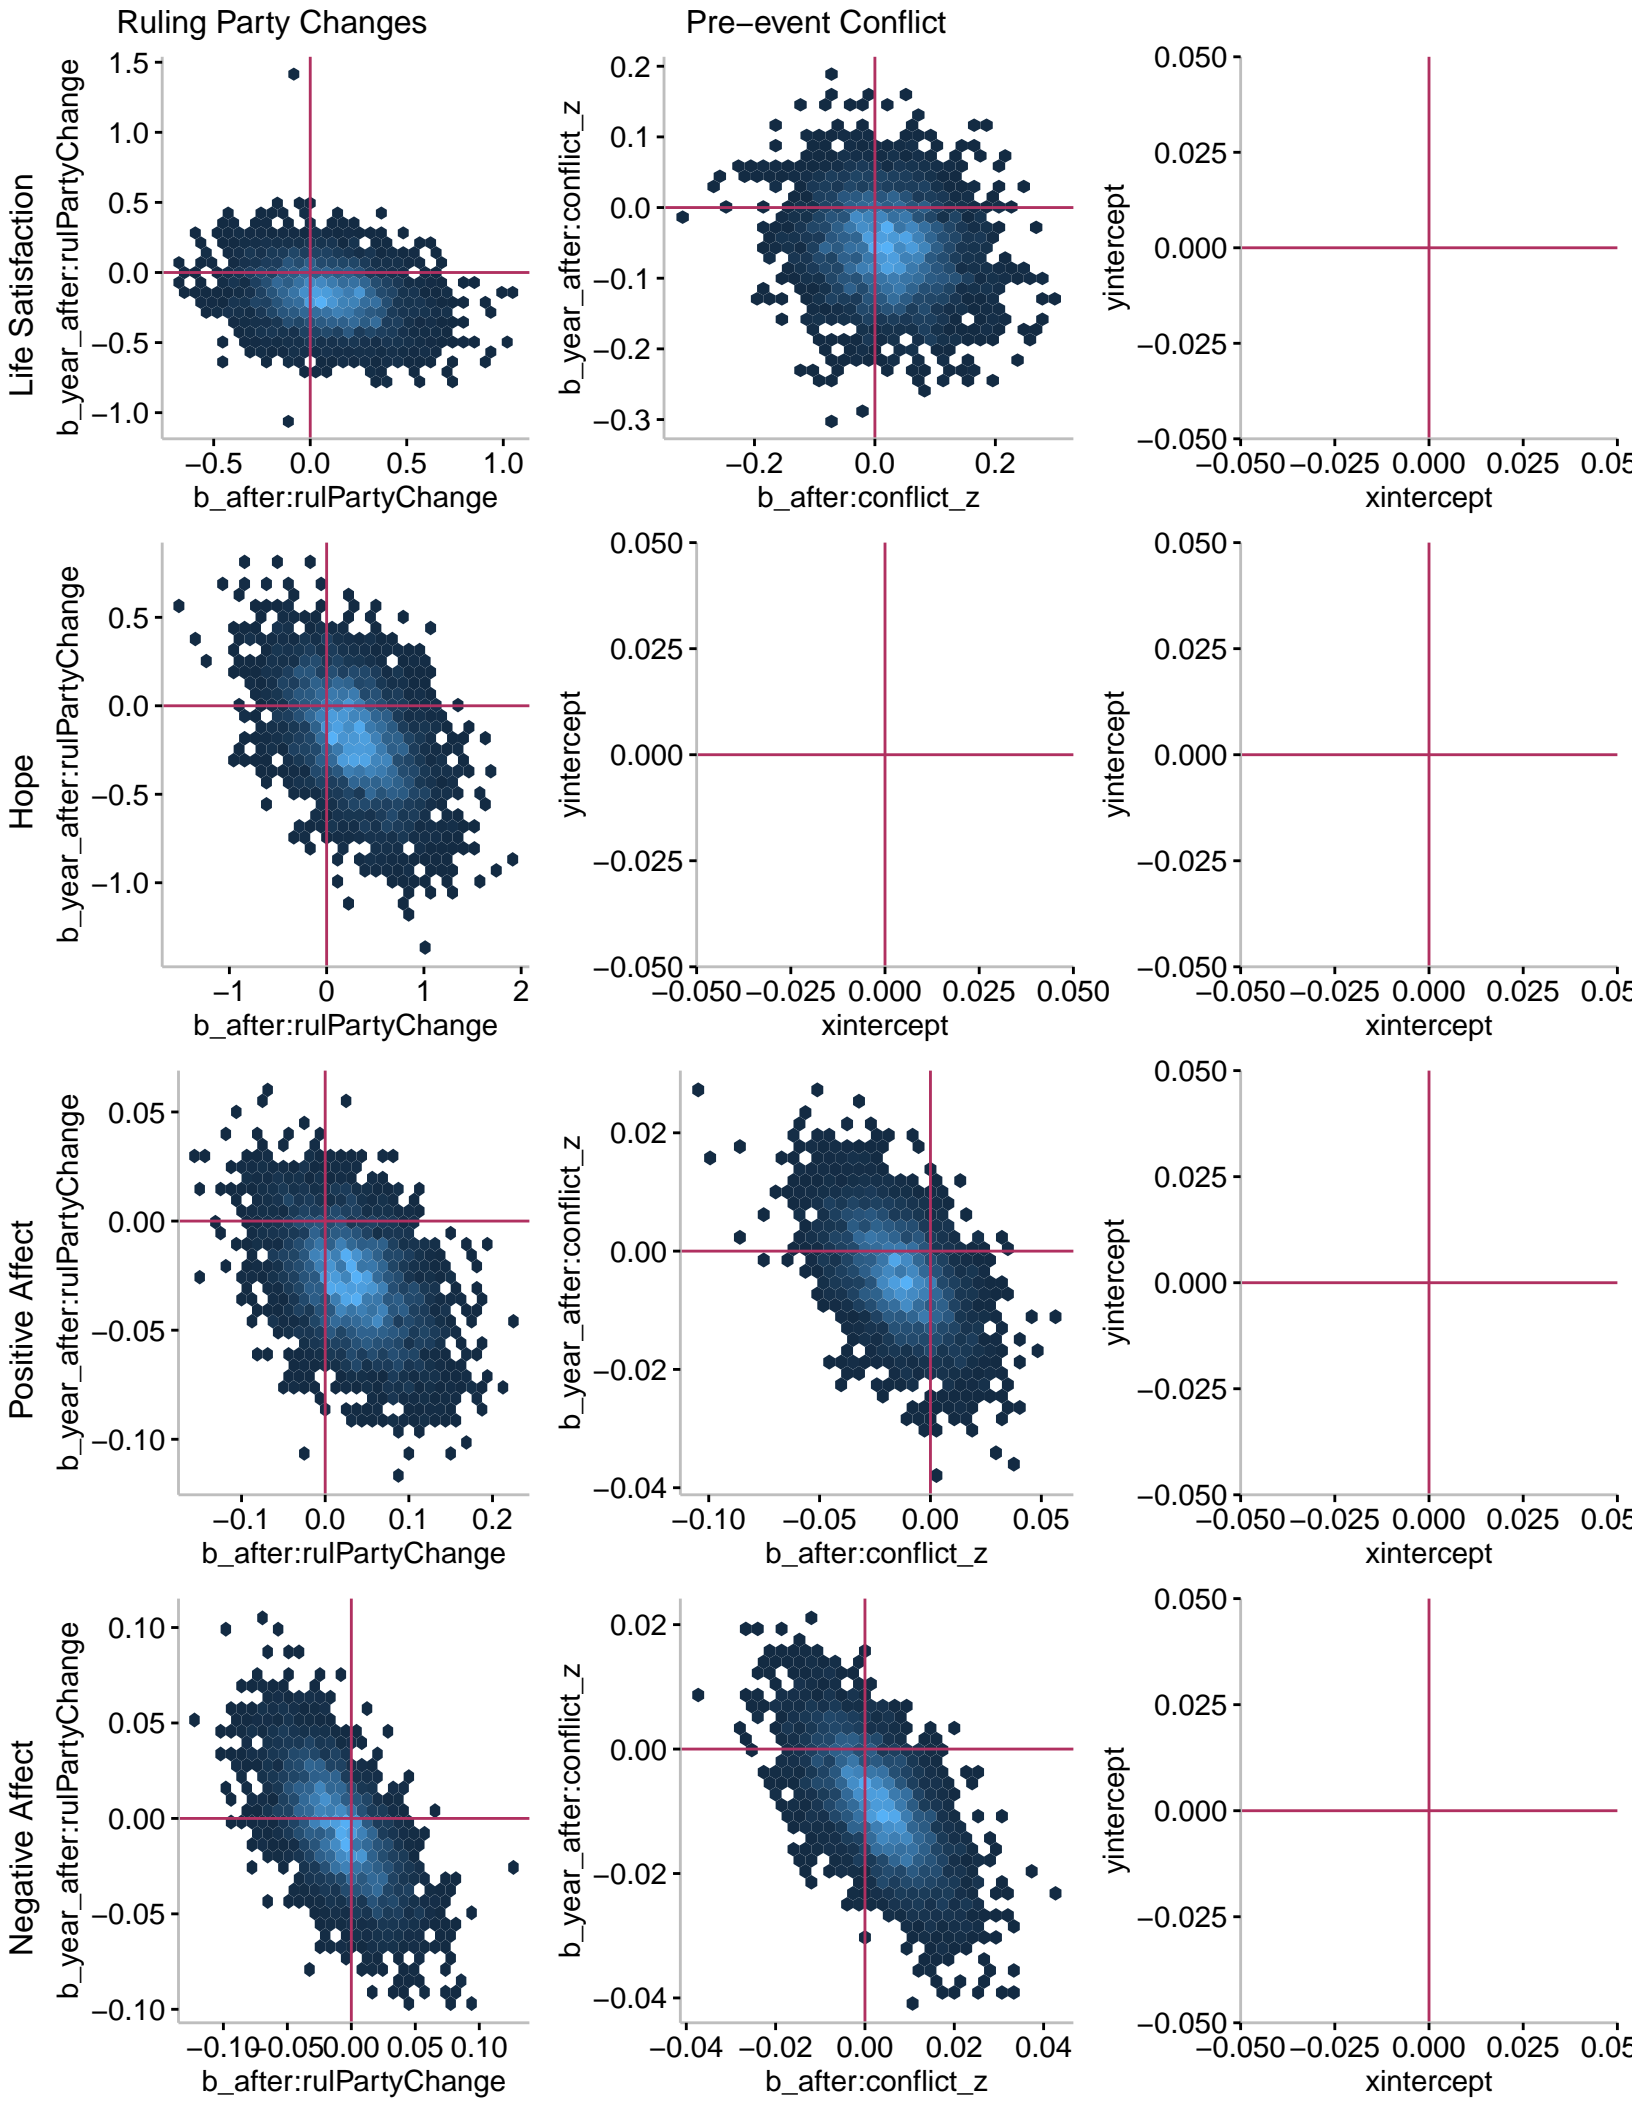 Ruling Party Changes
Pre−event Conflict
Life Satisfaction
b_year_after:rulPartyChange
1.5
1.0
0.5
0.0
−0.5
−1.0
−0.5 0.0 0.5 1.0
b_after:rulPartyChange
b_year_after:conflict_z
0.2
0.1
0.0
−0.1
−0.2
−0.3
−0.2 0.0 0.2
b_after:conflict_z
yintercept
0.050
0.025
0.000
−0.025
−0.050
−0.050 −0.025 0.000 0.025 0.05
xintercept
Hope
b_year_after:rulPartyChange
0.5
0.0
−0.5
−1.0
−1 0 1 2
b_after:rulPartyChange
yintercept
0.050
0.025
0.000
−0.025
−0.050
−0.050 −0.025 0.000 0.025 0.050
xintercept
yintercept
0.050
0.025
0.000
−0.025
−0.050
−0.050 −0.025 0.000 0.025 0.05
xintercept
Positive Affect
b_year_after:rulPartyChange
0.05
0.00
−0.05
−0.10
−0.1 0.0 0.1 0.2
b_after:rulPartyChange
b_year_after:conflict_z
0.02
0.00
−0.02
−0.04
−0.10 −0.05 0.00 0.05
b_after:conflict_z
yintercept
0.050
0.025
0.000
−0.025
−0.050
−0.050 −0.025 0.000 0.025 0.05
xintercept
Negative Affect
b_year_after:rulPartyChange
0.10
0.05
0.00
−0.05
−0.10
−0.10 −0.05 0.00 0.05 0.10
b_after:rulPartyChange
b_year_after:conflict_z
0.02
0.00
−0.02
−0.04
−0.04 −0.02 0.00 0.02 0.04
b_after:conflict_z
yintercept
0.050
0.025
0.000
−0.025
−0.050
−0.050 −0.025 0.000 0.025 0.05
xintercept